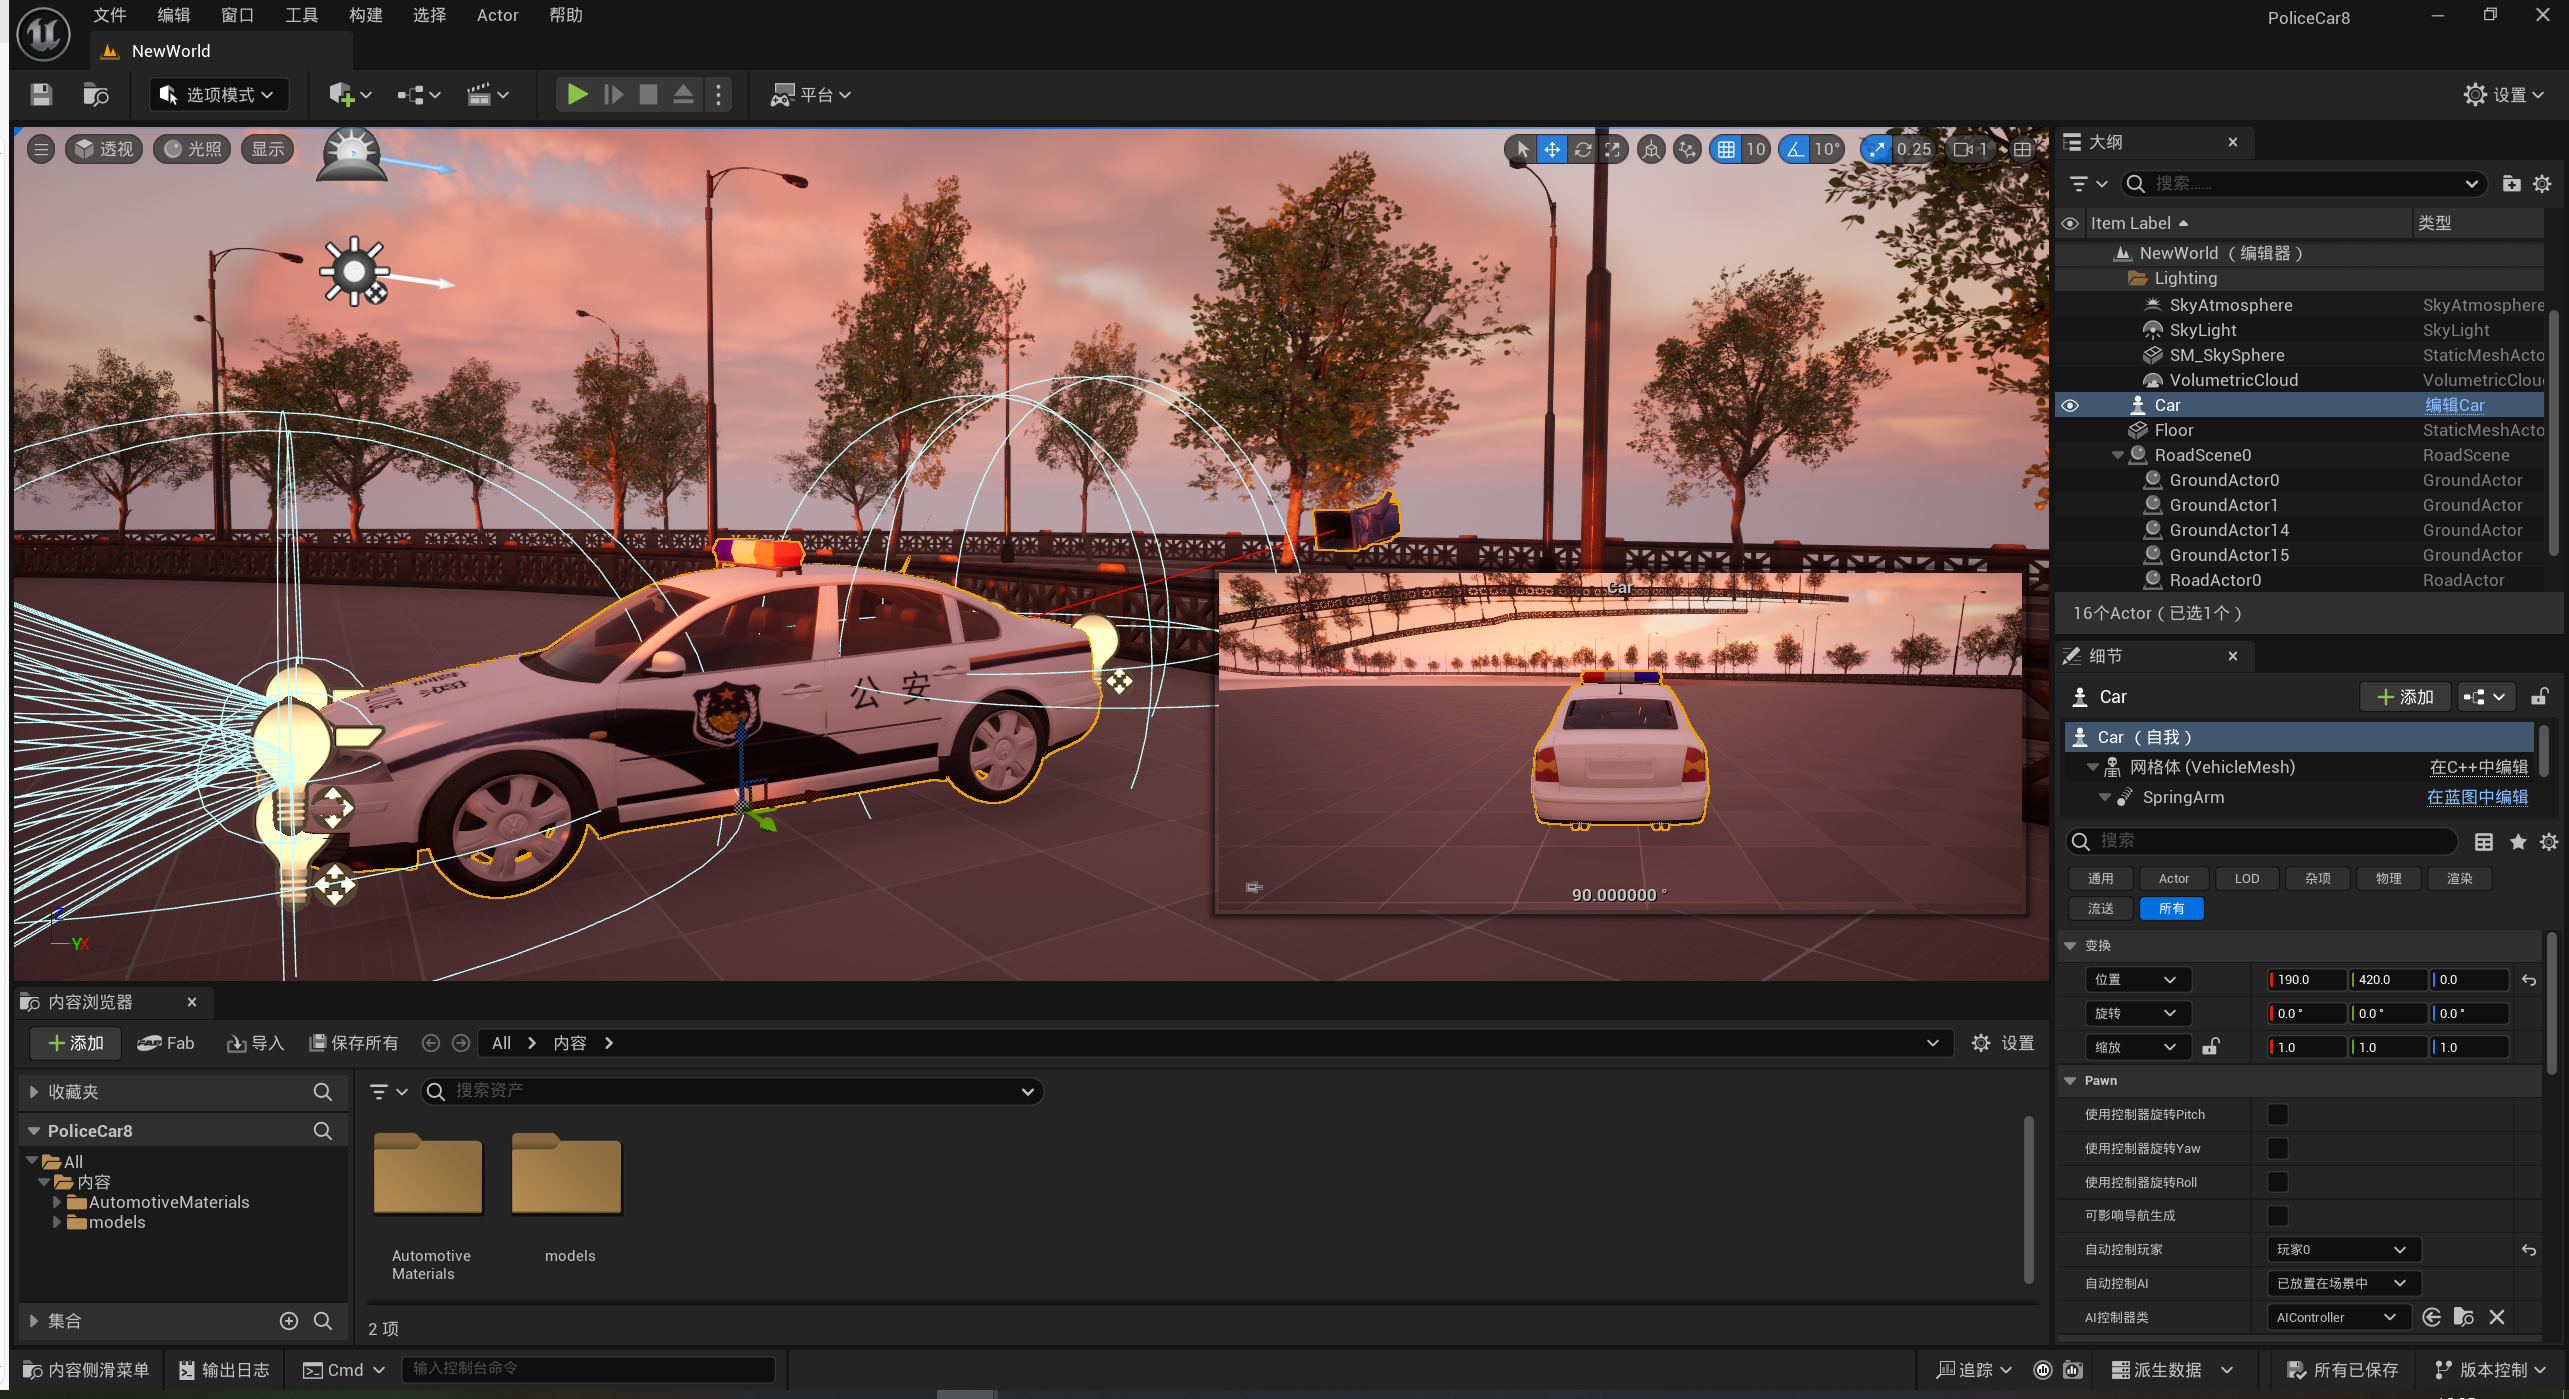 文件 编辑 窗口 工具 构建 选择 Actor 帮助
PoliceCar8
NewWorld
选项模式
平台
设置
透视 光照 显示
10 10° 0.25 1
公安
Car
90.000000 °
Z
YX
大纲
搜索......
Item Label 类型
NewWorld （编辑器）
Lighting
SkyAtmosphere SkyAtmosphere
SkyLight SkyLight
SM_SkySphere StaticMeshActo
VolumetricCloud VolumetricClou
Car 编辑Car
Floor StaticMeshActo
RoadScene0 RoadScene
GroundActor0 GroundActor
GroundActor1 GroundActor
GroundActor14 GroundActor
GroundActor15 GroundActor
RoadActor0 RoadActor
16个Actor（已选1个）
细节
Car 添加
Car （自我）
网格体 (VehicleMesh) 在C++中编辑
SpringArm 在蓝图中编辑
搜索
通用 Actor LOD 杂项 物理 渲染
流送 所有
变换
位置 190.0 420.0 0.0
旋转 0.0 ° 0.0 ° 0.0 °
缩放 1.0 1.0 1.0
Pawn
使用控制器旋转Pitch
使用控制器旋转Yaw
使用控制器旋转Roll
可影响导航生成
自动控制玩家 玩家0
自动控制AI 已放置在场景中
AI控制器类 AIController
内容浏览器
添加 Fab 导入 保存所有 All 内容 设置
收藏夹
搜索资产
PoliceCar8
All
内容
AutomotiveMaterials
models
Automotive
Materials
models
集合
2 项
内容侧滑菜单 输出日志 Cmd 输入控制台命令
追踪 派生数据 所有已保存 版本控制